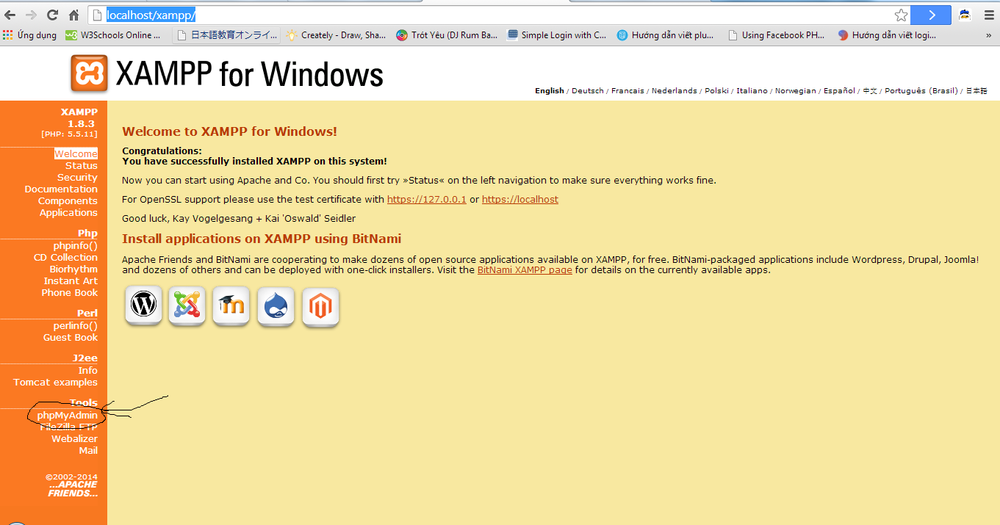 localhost/xampp/
Ứng dụng W3Schools Online ... 日本語教育オンライ... Creately - Draw, Sha... Trót Yêu (DJ Rum Ba... Simple Login with C... Hướng dẫn viết plu... Using Facebook PH... Hướng dẫn viết logi... »
XAMPP for Windows
English / Deutsch / Francais / Nederlands / Polski / Italiano / Norwegian / Español / 中文 / Português (Brasil) / 日本語
XAMPP
1.8.3
[PHP: 5.5.11]
Welcome
Status
Security
Documentation
Components
Applications
Php
phpinfo()
CD Collection
Biorhythm
Instant Art
Phone Book
Perl
perlinfo()
Guest Book
J2ee
Info
Tomcat examples
Tools
phpMyAdmin
FileZilla FTP
Webalizer
Mail
©2002-2014
...APACHE
FRIENDS...
Welcome to XAMPP for Windows!
Congratulations:
You have successfully installed XAMPP on this system!
Now you can start using Apache and Co. You should first try »Status« on the left navigation to make sure everything works fine.
For OpenSSL support please use the test certificate with https://127.0.0.1 or https://localhost
Good luck, Kay Vogelgesang + Kai 'Oswald' Seidler
Install applications on XAMPP using BitNami
Apache Friends and BitNami are cooperating to make dozens of open source applications available on XAMPP, for free. BitNami-packaged applications include Wordpress, Drupal, Joomla!
and dozens of others and can be deployed with one-click installers. Visit the BitNami XAMPP page for details on the currently available apps.